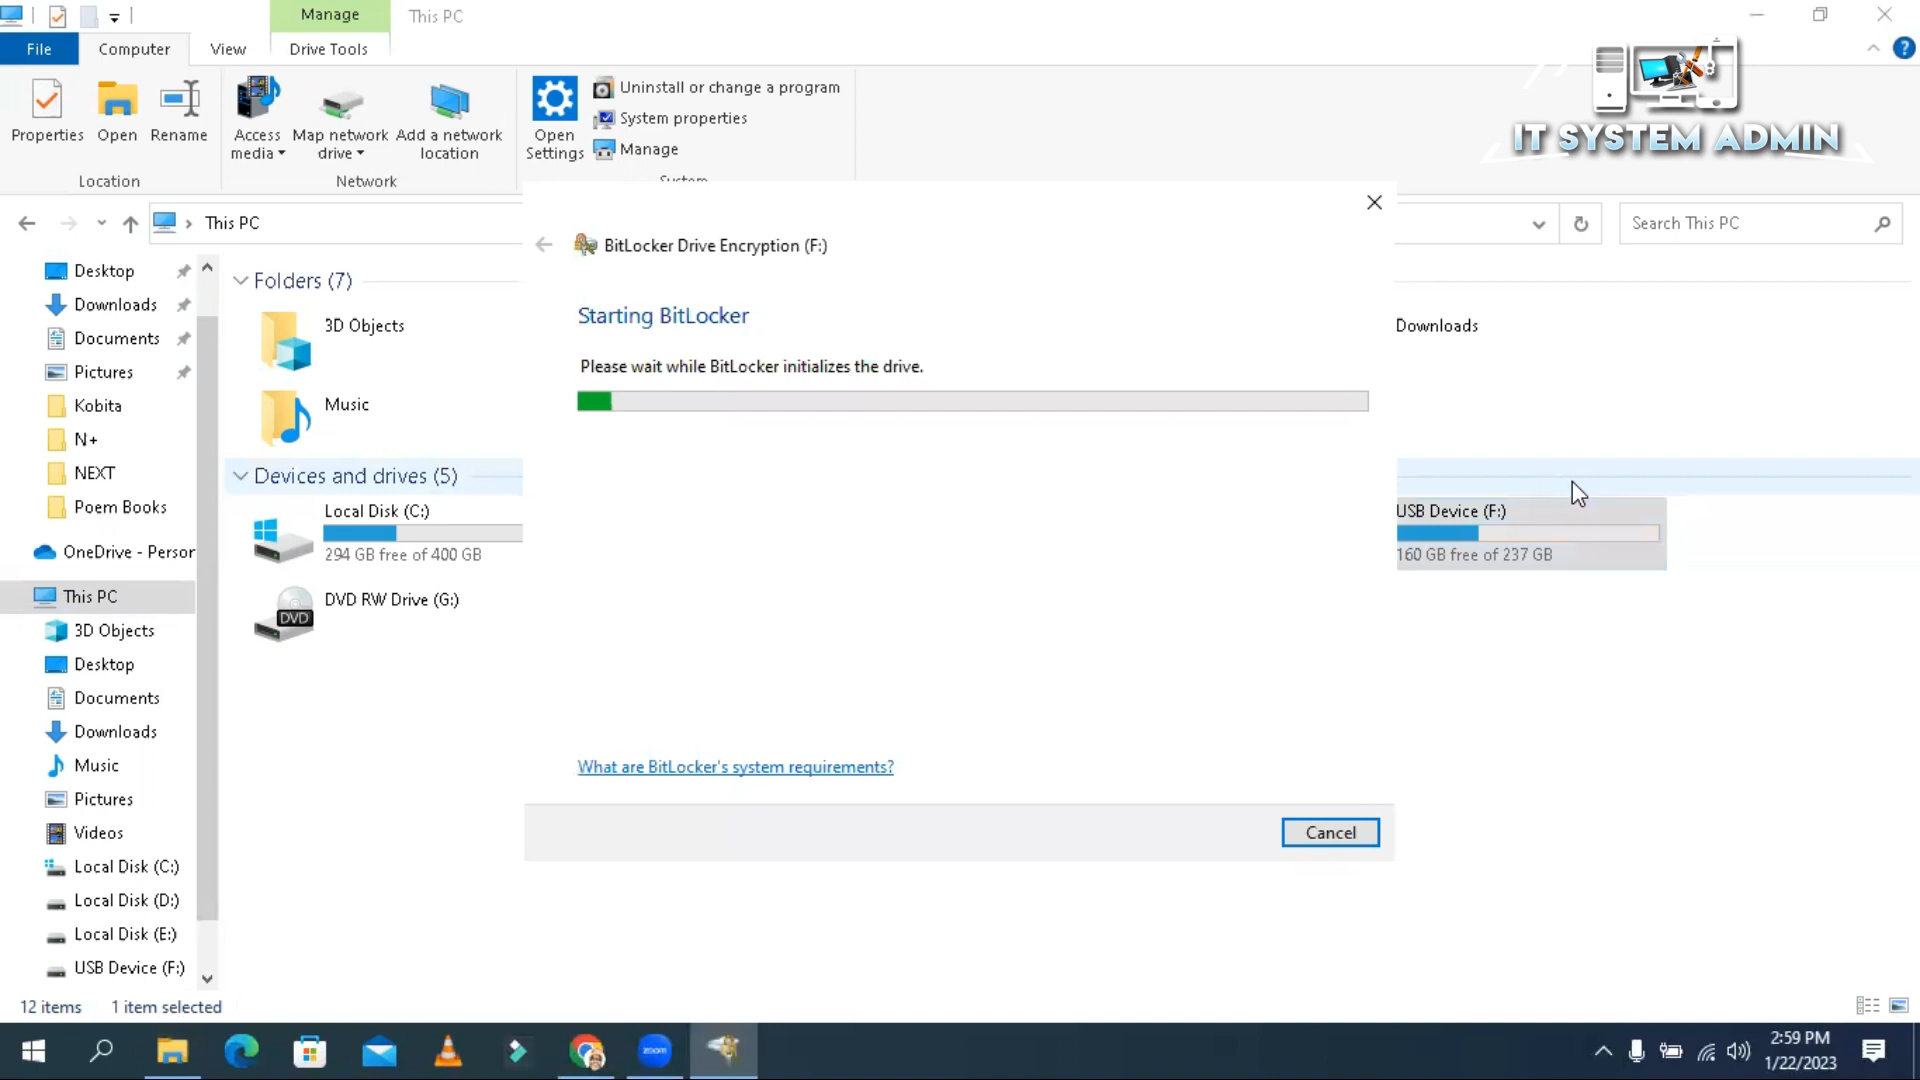 Manage
This PC
File
Computer
View
Drive Tools
Properties
Open
Rename
Access media
Map network drive
Add a network location
Open Settings
Uninstall or change a program
System properties
Manage
Location
Network
System
IT SYSTEM ADMIN
This PC
Search This PC
Desktop
Downloads
Documents
Pictures
Kobita
N+
NEXT
Poem Books
OneDrive - Person
This PC
3D Objects
Desktop
Documents
Downloads
Music
Pictures
Videos
Local Disk (C:)
Local Disk (D:)
Local Disk (E:)
USB Device (F:)
Folders (7)
3D Objects
Music
Devices and drives (5)
Local Disk (C:)
294 GB free of 400 GB
DVD RW Drive (G:)
DVD
BitLocker Drive Encryption (F:)
Starting BitLocker
Please wait while BitLocker initializes the drive.
What are BitLocker's system requirements?
Cancel
Downloads
USB Device (F:)
160 GB free of 237 GB
12 items
1 item selected
zoom
2:59 PM
1/22/2023